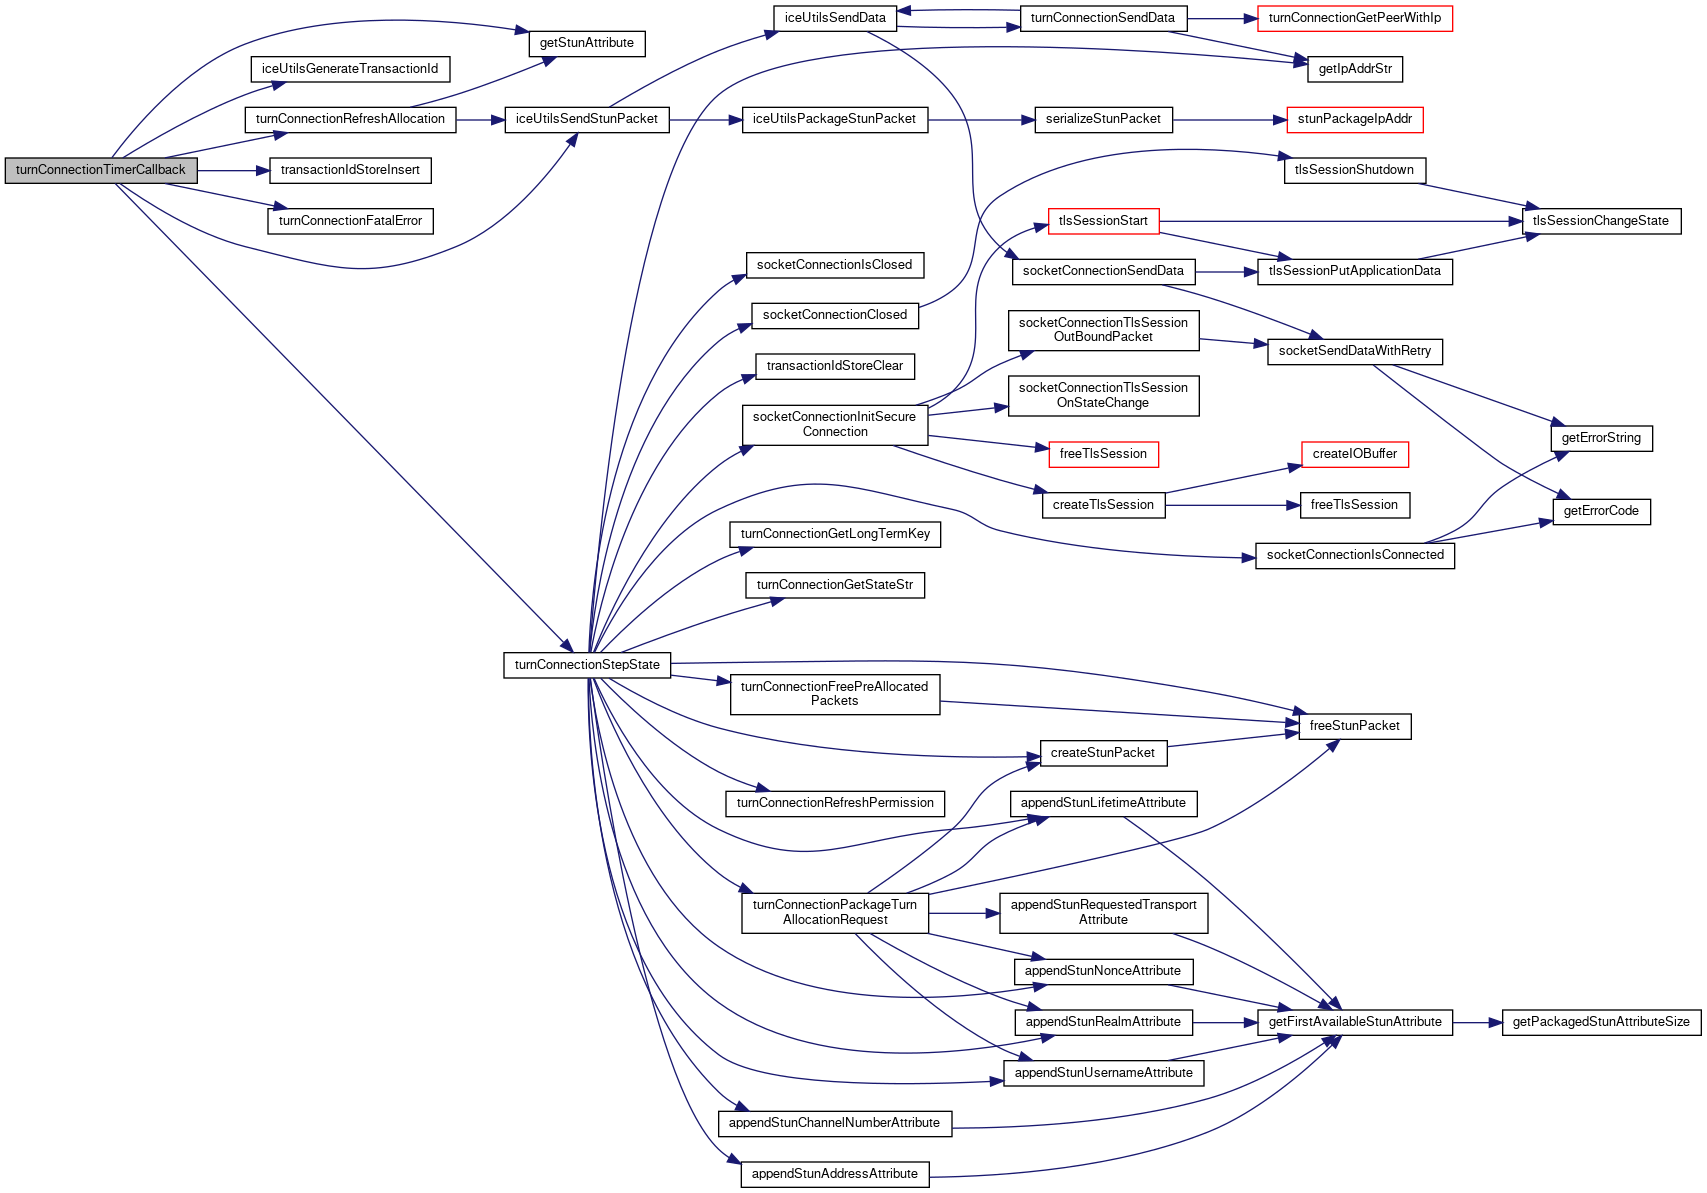 iceUtilsSendData
turnConnectionSendData
turnConnectionGetPeerWithIp
getStunAttribute
iceUtilsGenerateTransactionId
getIpAddrStr
turnConnectionRefreshAllocation
iceUtilsSendStunPacket
iceUtilsPackageStunPacket
serializeStunPacket
stunPackageIpAddr
turnConnectionTimerCallback
transactionIdStoreInsert
tlsSessionShutdown
turnConnectionFatalError
tlsSessionStart
tlsSessionChangeState
socketConnectionIsClosed
socketConnectionSendData
tlsSessionPutApplicationData
socketConnectionClosed
socketConnectionTlsSession
OutBoundPacket
socketSendDataWithRetry
transactionIdStoreClear
socketConnectionTlsSession
OnStateChange
socketConnectionInitSecure
Connection
getErrorString
freeTlsSession
createIOBuffer
createTlsSession
freeTlsSession
getErrorCode
turnConnectionGetLongTermKey
socketConnectionIsConnected
turnConnectionGetStateStr
turnConnectionStepState
turnConnectionFreePreAllocated
Packets
freeStunPacket
createStunPacket
turnConnectionRefreshPermission
appendStunLifetimeAttribute
turnConnectionPackageTurn
AllocationRequest
appendStunRequestedTransport
Attribute
appendStunNonceAttribute
appendStunRealmAttribute
getFirstAvailableStunAttribute
getPackagedStunAttributeSize
appendStunUsernameAttribute
appendStunChannelNumberAttribute
appendStunAddressAttribute